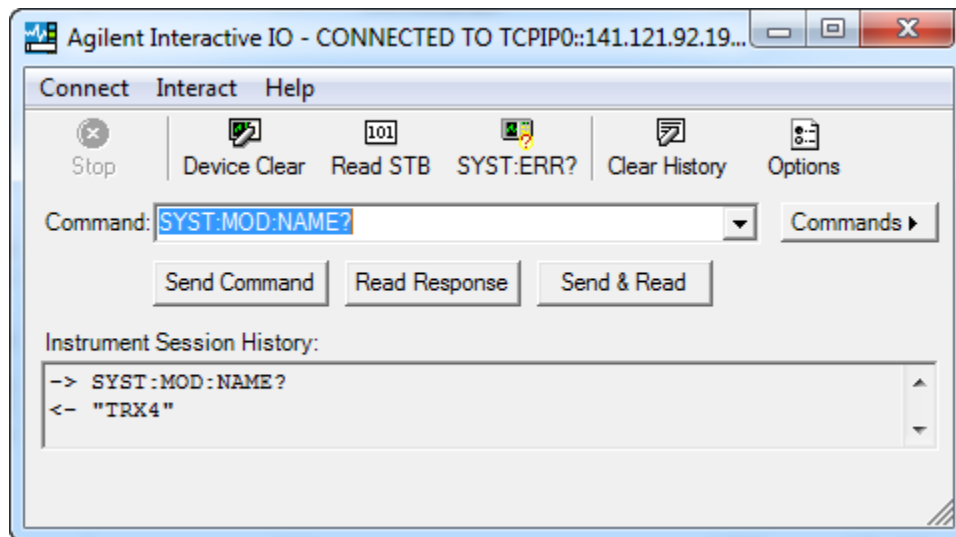 Agilent Interactive IO - CONNECTED TO TCPIP0::141.121.92.19...
Connect Interact Help
101
Stop Device Clear Read STB SYST:ERR? Clear History Options
Command: SYST:MOD:NAME? Commands
Send Command Read Response Send & Read
Instrument Session History:
-> SYST:MOD:NAME?
<- "TRX4"